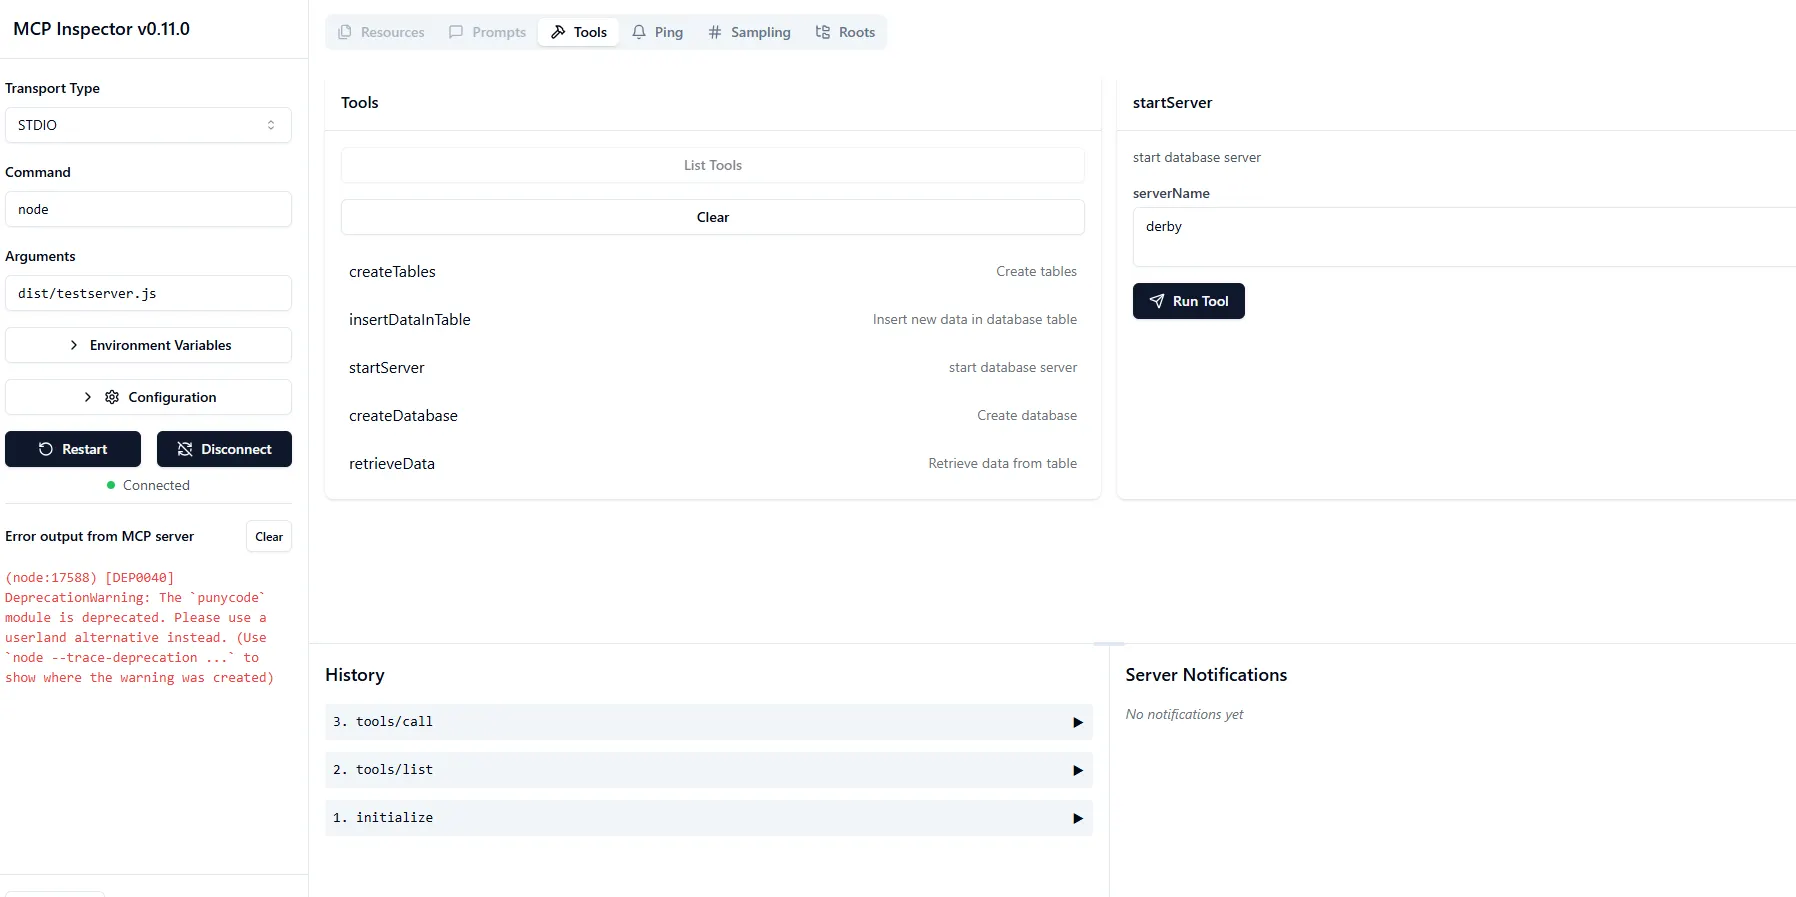 MCP Inspector v0.11.0
Transport Type
STDIO
Command
node
Arguments
dist/testserver.js
Environment Variables
Configuration
Restart
Disconnect
Connected
Error output from MCP server
Clear
(node:17588) [DEP0040]
DeprecationWarning: The `punycode`
module is deprecated. Please use a
userland alternative instead. (Use
`node --trace-deprecation ...` to
show where the warning was created)
Resources
Prompts
Tools
Ping
Sampling
Roots
Tools
List Tools
Clear
createTables
Create tables
insertDataInTable
Insert new data in database table
startServer
start database server
createDatabase
Create database
retrieveData
Retrieve data from table
startServer
start database server
serverName
derby
Run Tool
History
3. tools/call
2. tools/list
1. initialize
Server Notifications
No notifications yet